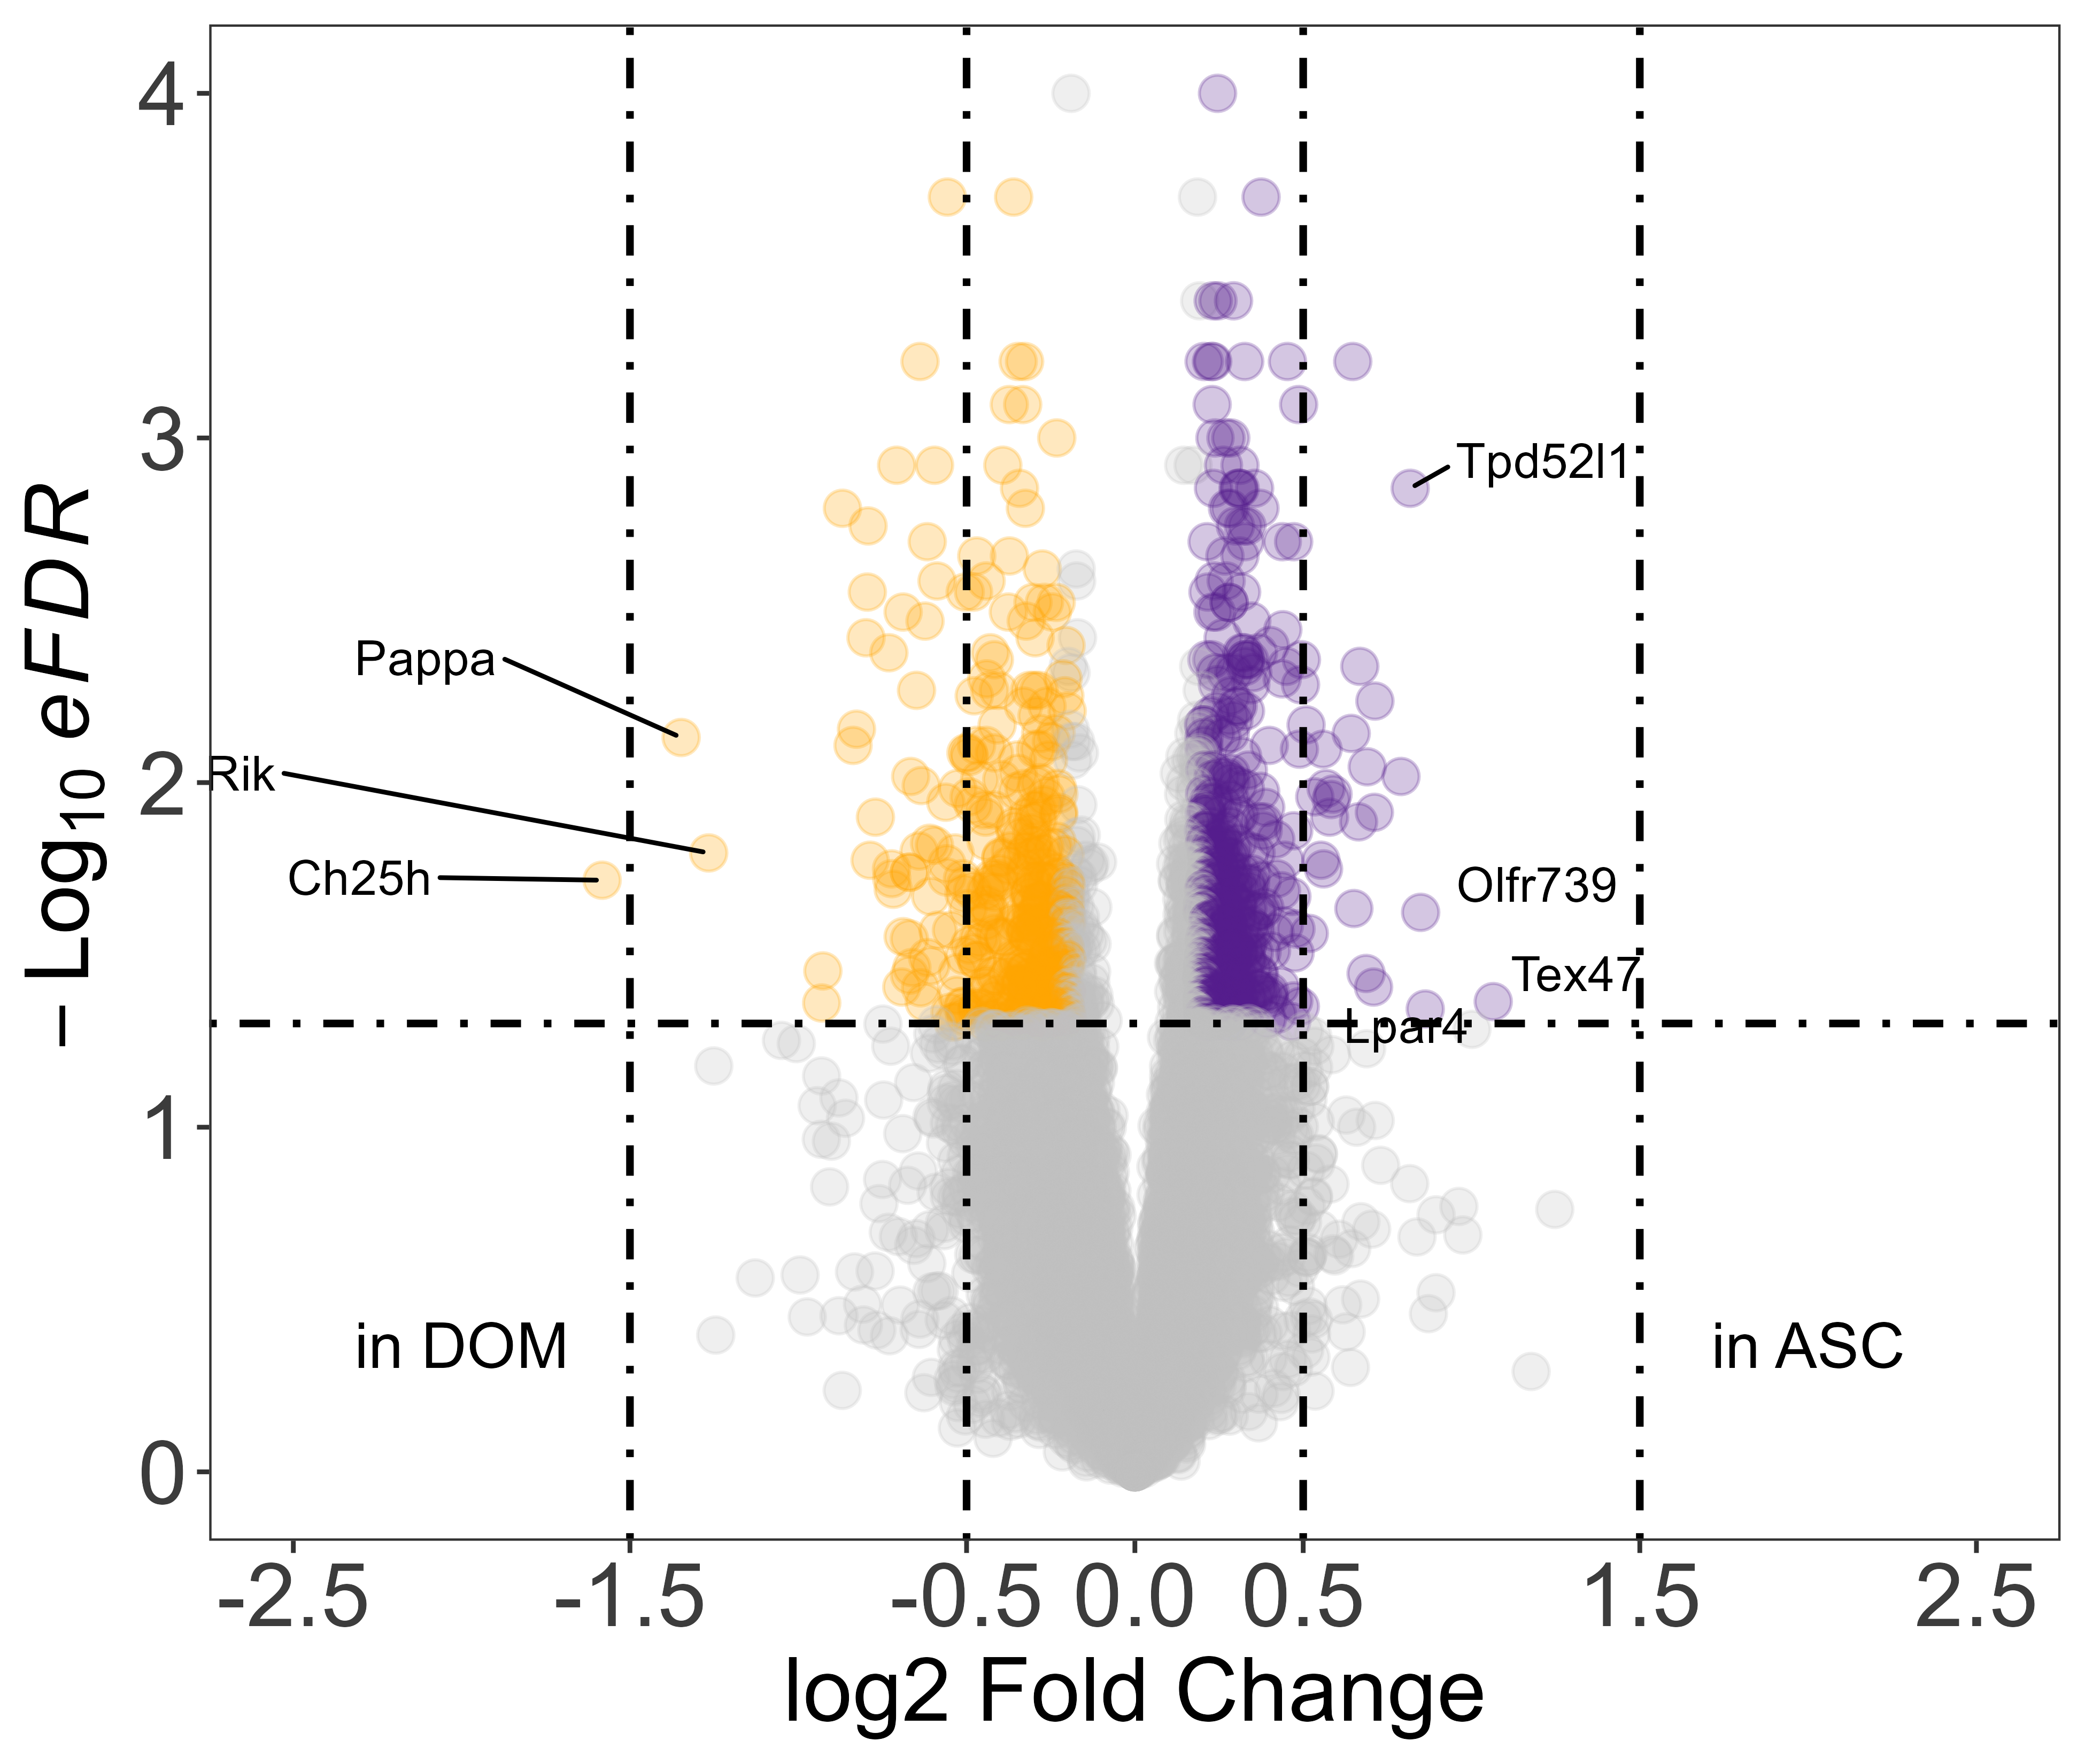 4
3
2
1
0
− Log10 eFDR
Tpd52l1
Pappa
Rik
Ch25h
Olfr739
Tex47
Lpar4
in DOM
in ASC
-2.5 -1.5 -0.5 0.0 0.5 1.5 2.5
log2 Fold Change